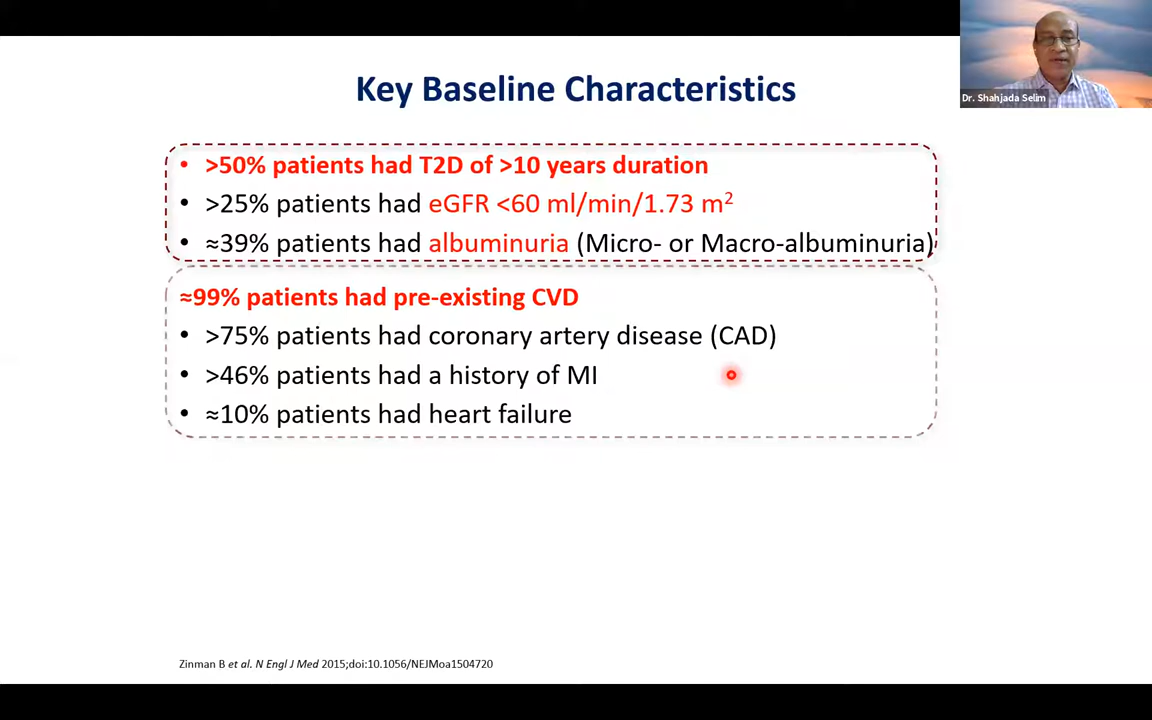 Key Baseline Characteristics
Dr. Shahjada Selim
• >50% patients had T2D of >10 years duration
• >25% patients had eGFR <60 ml/min/1.73 m²
• ≈39% patients had albuminuria (Micro- or Macro-albuminuria)
≈99% patients had pre-existing CVD
• >75% patients had coronary artery disease (CAD)
• >46% patients had a history of MI
• ≈10% patients had heart failure
Zinman B et al. N Engl J Med 2015;doi:10.1056/NEJMoa1504720